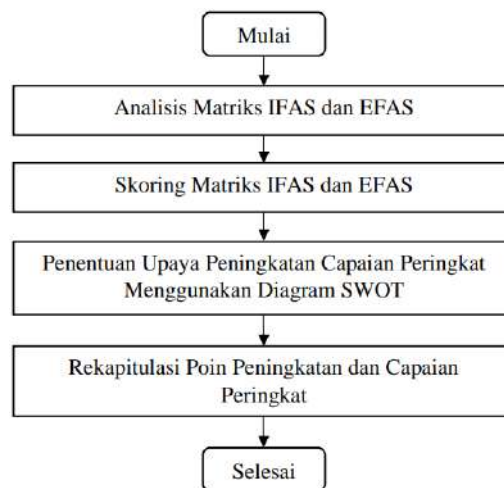 Mulai
Analisis Matriks IFAS dan EFAS
Skoring Matriks IFAS dan EFAS
Penentuan Upaya Peningkatan Capaian Peringkat
Menggunakan Diagram SWOT
Rekapitulasi Poin Peningkatan dan Capaian
Peringkat
Selesai